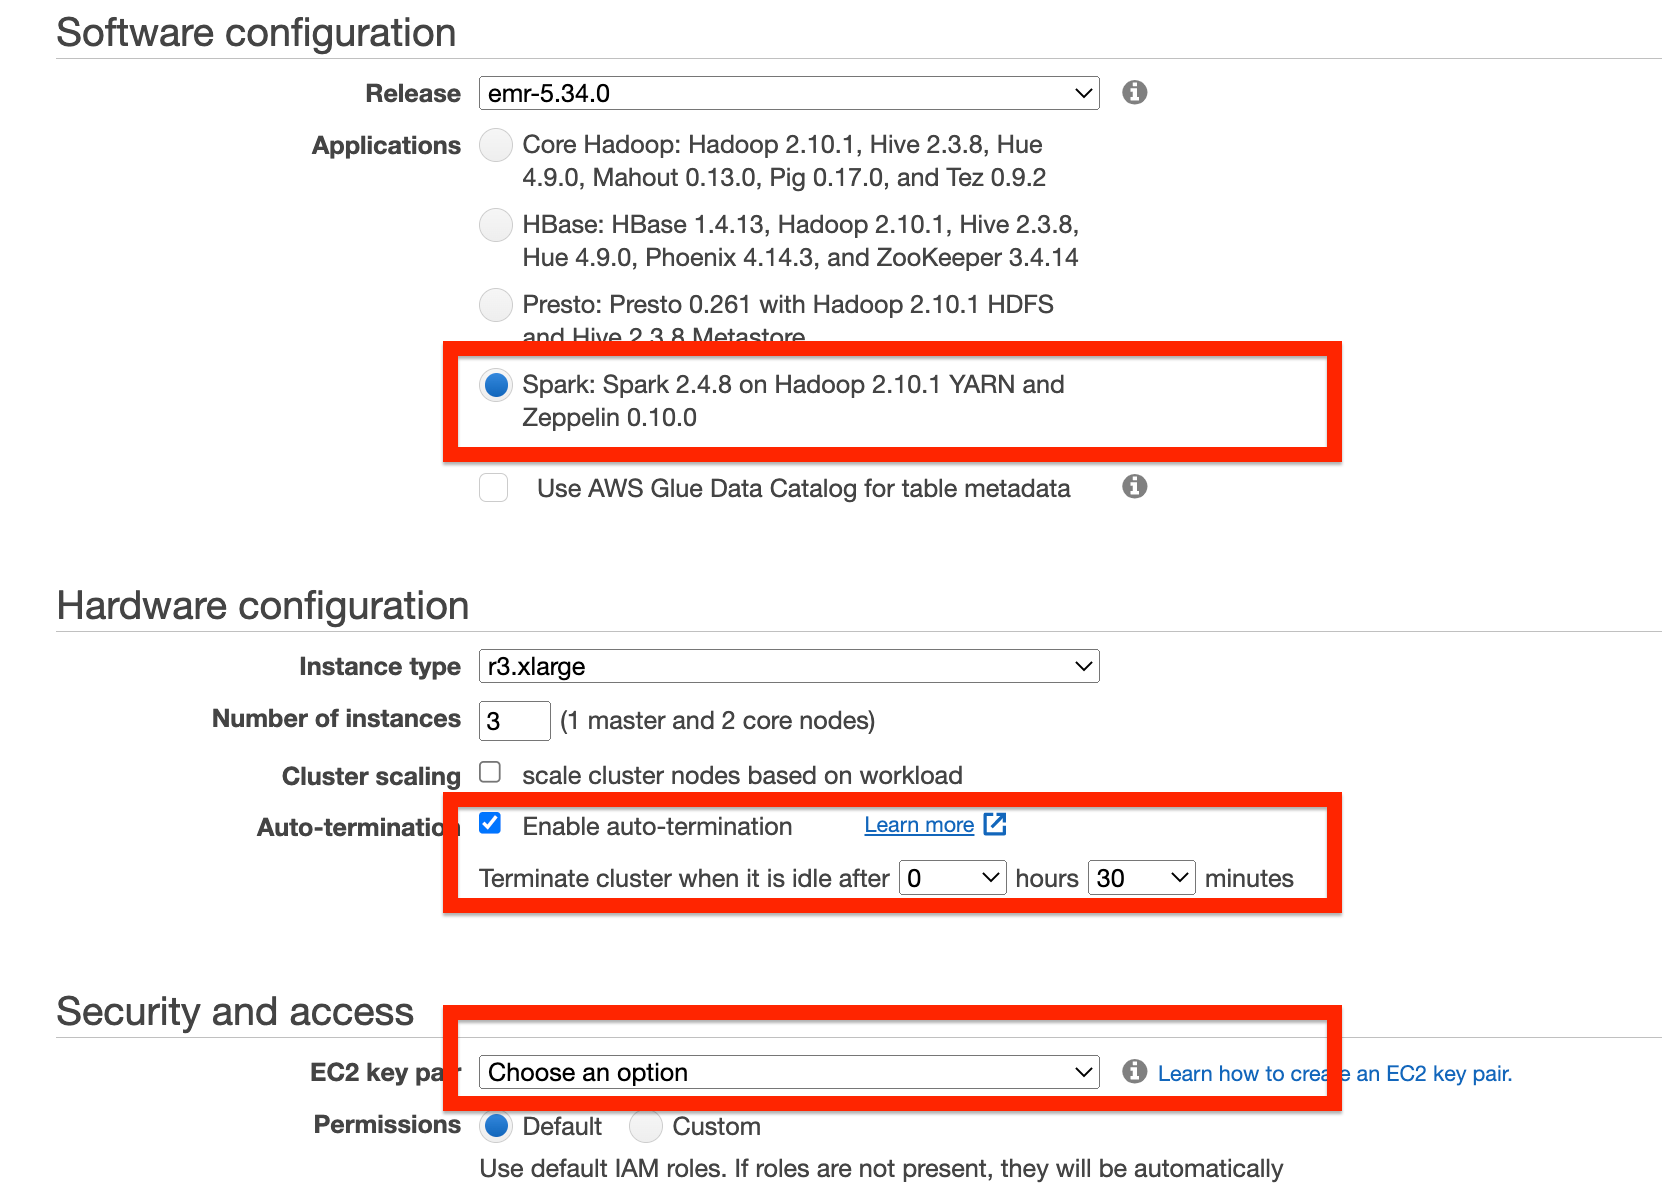 Software configuration
Release emr-5.34.0
Applications Core Hadoop: Hadoop 2.10.1, Hive 2.3.8, Hue
4.9.0, Mahout 0.13.0, Pig 0.17.0, and Tez 0.9.2
HBase: HBase 1.4.13, Hadoop 2.10.1, Hive 2.3.8,
Hue 4.9.0, Phoenix 4.14.3, and ZooKeeper 3.4.14
Presto: Presto 0.261 with Hadoop 2.10.1 HDFS
and Hive 2.3.8 Metastore
Spark: Spark 2.4.8 on Hadoop 2.10.1 YARN and
Zeppelin 0.10.0
Use AWS Glue Data Catalog for table metadata
Hardware configuration
Instance type r3.xlarge
Number of instances 3 (1 master and 2 core nodes)
Cluster scaling scale cluster nodes based on workload
Auto-termination Enable auto-termination Learn more
Terminate cluster when it is idle after 0 hours 30 minutes
Security and access
EC2 key pair Choose an option Learn how to create an EC2 key pair.
Permissions Default Custom
Use default IAM roles. If roles are not present, they will be automatically